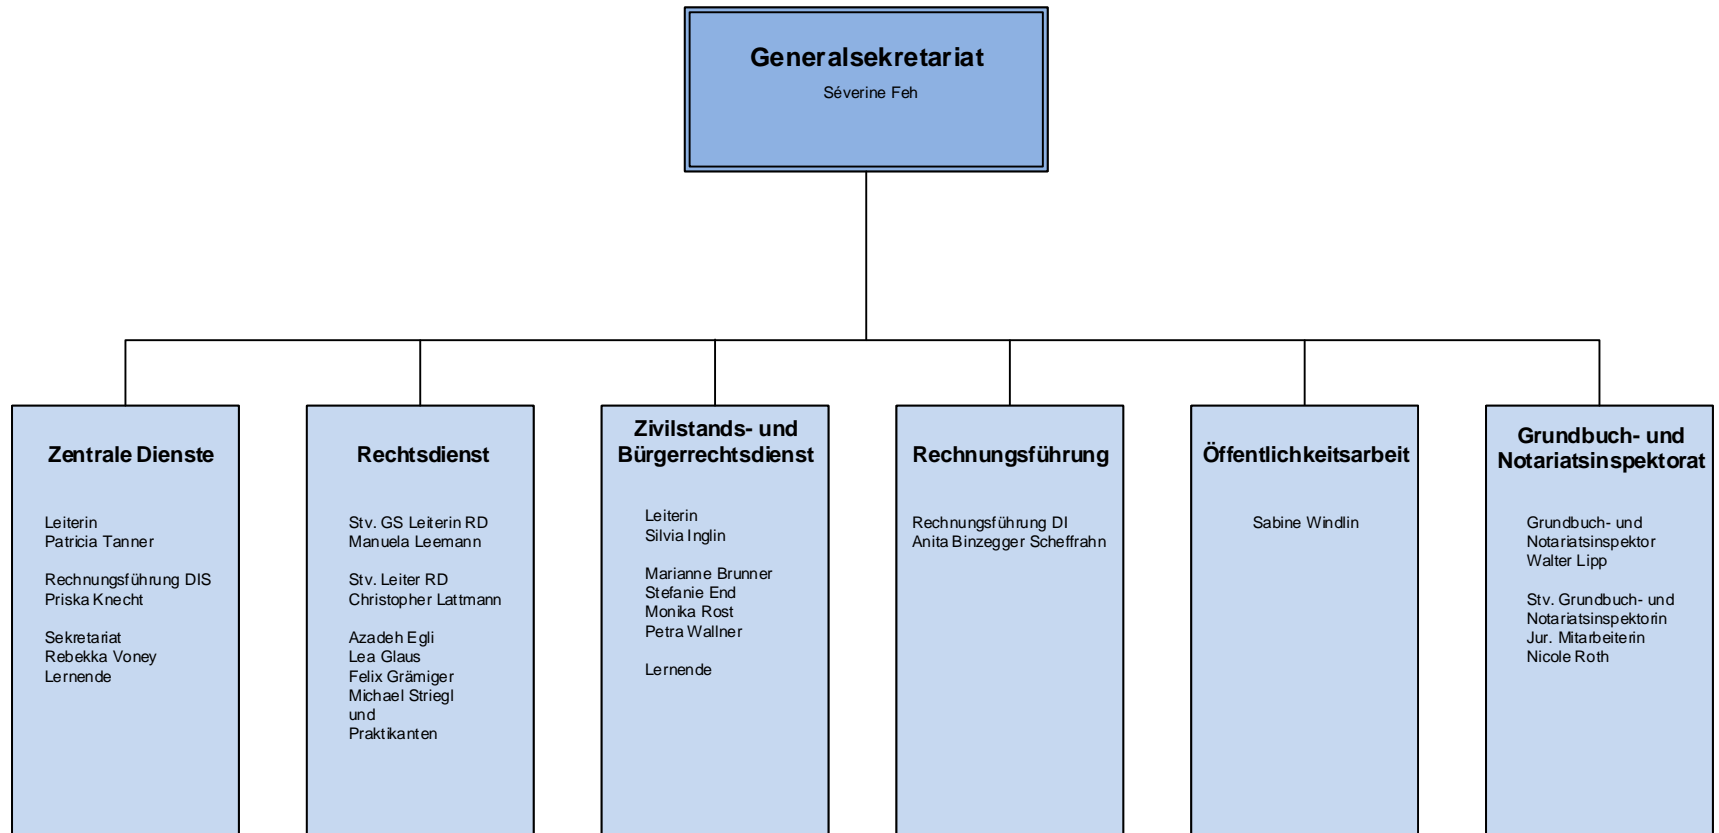 Generalsekretariat
Séverine Feh
Zentrale Dienste
Leiterin
Patricia Tanner
Rechnungsführung DIS
Priska Knecht
Sekretariat
Rebekka Voney
Lernende
Rechtsdienst
Stv. GS Leiterin RD
Manuela Leemann
Stv. Leiter RD
Christopher Lattmann
Azadeh Egli
Lea Glaus
Felix Grämiger
Michael Striegl
und
Praktikanten
Zivilstands- und
Bürgerrechtsdienst
Leiterin
Silvia Inglin
Marianne Brunner
Stefanie End
Monika Rost
Petra Wallner
Lernende
Rechnungsführung
Rechnungsführung DI
Anita Binzegger Scheffrahn
Öffentlichkeitsarbeit
Sabine Windlin
Grundbuch- und
Notariatsinspektorat
Grundbuch- und
Notariatsinspektor
Walter Lipp
Stv. Grundbuch- und
Notariatsinspektorin
Jur. Mitarbeiterin
Nicole Roth